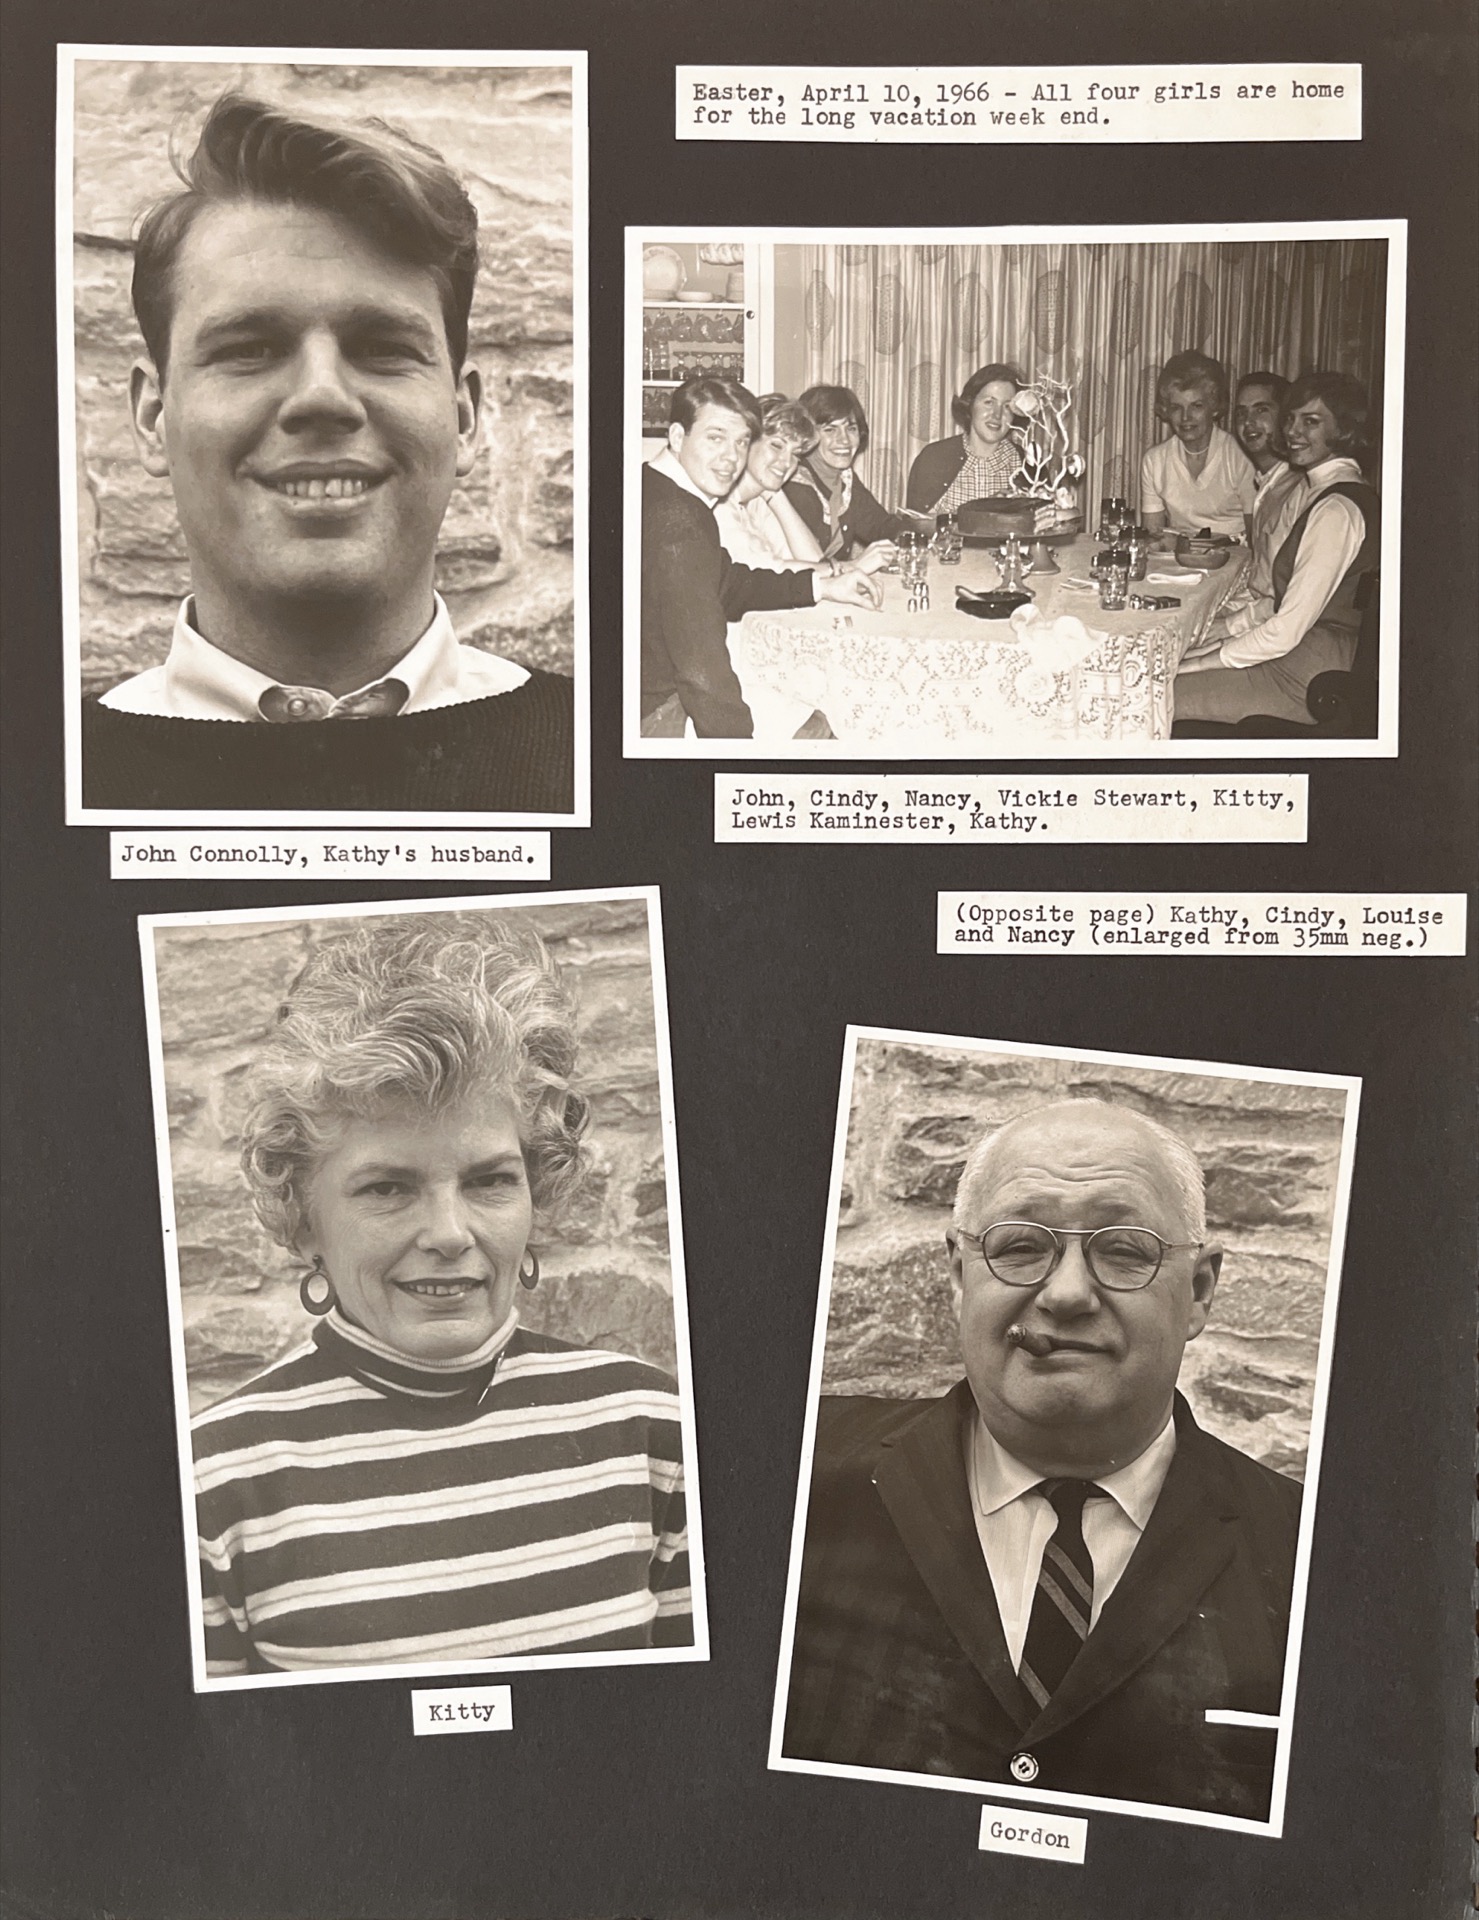 Easter, April 10, 1966 - All four girls are home
for the long vacation week end.
John Connolly, Kathy's husband.
John, Cindy, Nancy, Vickie Stewart, Kitty,
Lewis Kaminester, Kathy.
(Opposite page) Kathy, Cindy, Louise
and Nancy (enlarged from 35mm neg.)
Kitty
Gordon